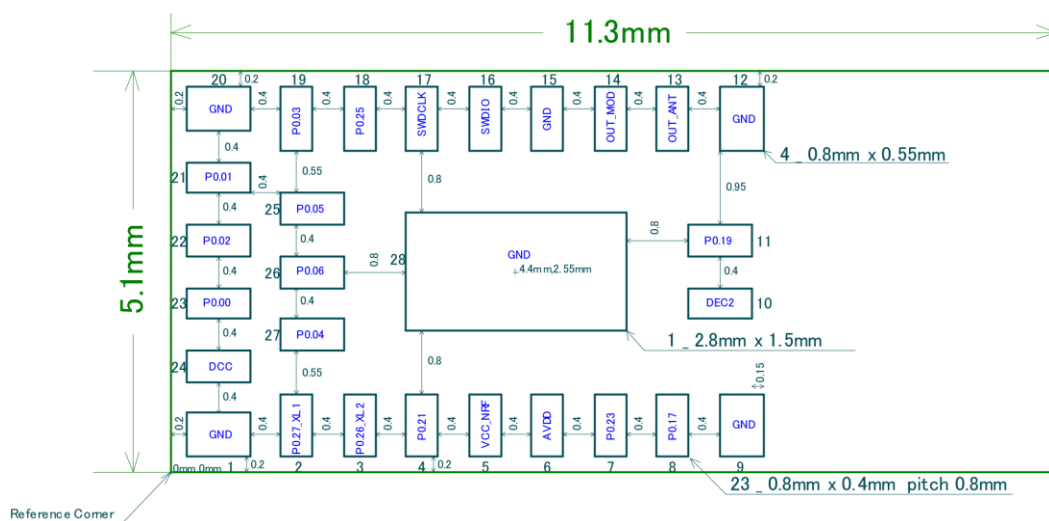 11.3mm
5.1mm
20 0.2 19 18 17 16 15 14 13 12 0.2
0.2 GND 0.4 P0.03 0.4 P0.25 0.4 SWDCLK 0.4 SWDIO 0.4 GND 0.4 OUT_MOD 0.4 OUT_ANT 0.4 GND
0.4
4 _ 0.8mm x 0.55mm
21 P0.01 0.4 0.55 0.8 0.95
0.4 25 P0.05
22 P0.02 0.4 0.8 P0.19 11
GND
0.4 26 P0.06 0.8 28 4.4mm,2.55mm 0.4
23 P0.00 0.4 DEC2 10
0.4 27 P0.04
1 _ 2.8mm x 1.5mm
24 DCC 0.55 0.8 0.15
0.4
0.2 GND 0.4 P0.27_XL1 0.4 P0.26_XL2 0.4 P0.21 0.4 VCC_NRF 0.4 AVDD 0.4 P0.23 0.4 P0.17 0.4 GND
0mm,0mm 1 0.2 2 3 4 0.2 5 6 7 8 9
23 _ 0.8mm x 0.4mm pitch 0.8mm
Reference Corner